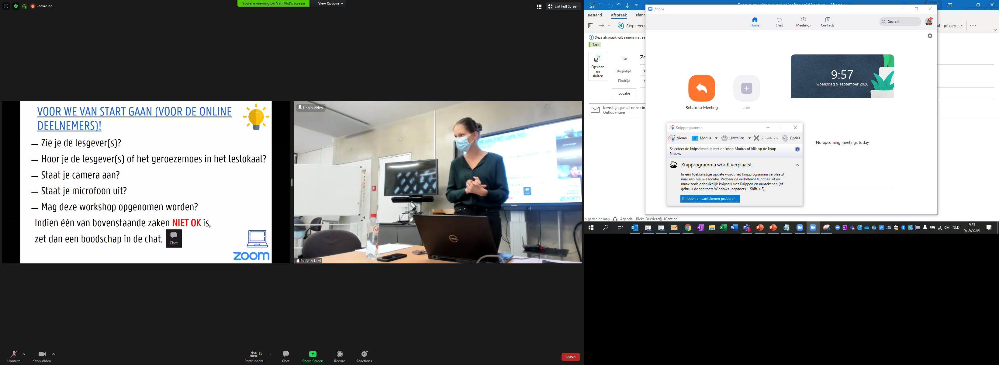 Recording
You are viewing Evi Van Mol's screen
View Options
Exit Full Screen
VOOR WE VAN START GAAN (VOOR DE ONLINE
DEELNEMERS)!
— Zie je de lesgever(s)?
— Hoor je de lesgever(s) of het geroezemoes in het leslokaal?
— Staat je camera aan?
— Staat je microfoon uit?
— Mag deze workshop opgenomen worden?
Indien één van bovenstaande zaken NIET OK is,
zet dan een boodschap in de chat.
Chat
zoom
Unpin Video
WE VAN START GAAN (VOO
zoom
DELL
Evi Van Mol
Unmute
Stop Video
15
Participants
Chat
Share Screen
Record
Reactions
Leave
Bestand
Afspraak
Plann
Skype-verg
ategoriseren
Deze afspraak valt samen met ee
Taak
Opslaan
en
sluiten
Titel
Zo
Begintijd
Eindtijd
Locatie
bevestigingsmail online in
Outlook-item
Zoom
Home
Chat
Meetings
Contacts
Search
Return to Meeting
Join
9:57
woensdag 9 september 2020
No upcoming meetings today
Knipprogramma
Nieuw
Modus
Uitstellen
Annuleren
Opties
Selecteer de knipselmodus met de knop Modus of klik op de knop
Nieuw.
Knipprogramma wordt verplaatst...
In een toekomstige update wordt het Knipprogramma verplaatst
naar een nieuwe locatie. Probeer de verbeterde functies uit en
maak zoals gebruikelijk knipsels met Knippen en aantekenen (of
gebruik de sneltoets Windows-logotoets + Shift + S).
Knippen en aantekenen proberen
In gedeelde map
Agenda - Bieke.DeVrieze@UGent.be
NLD
9:57
9/09/2020